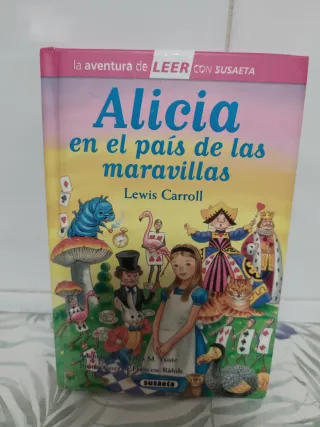 la aventura de LEER CON SUSAETA
Alicia
en el país de las
maravillas
Lewis Carroll
susaeta